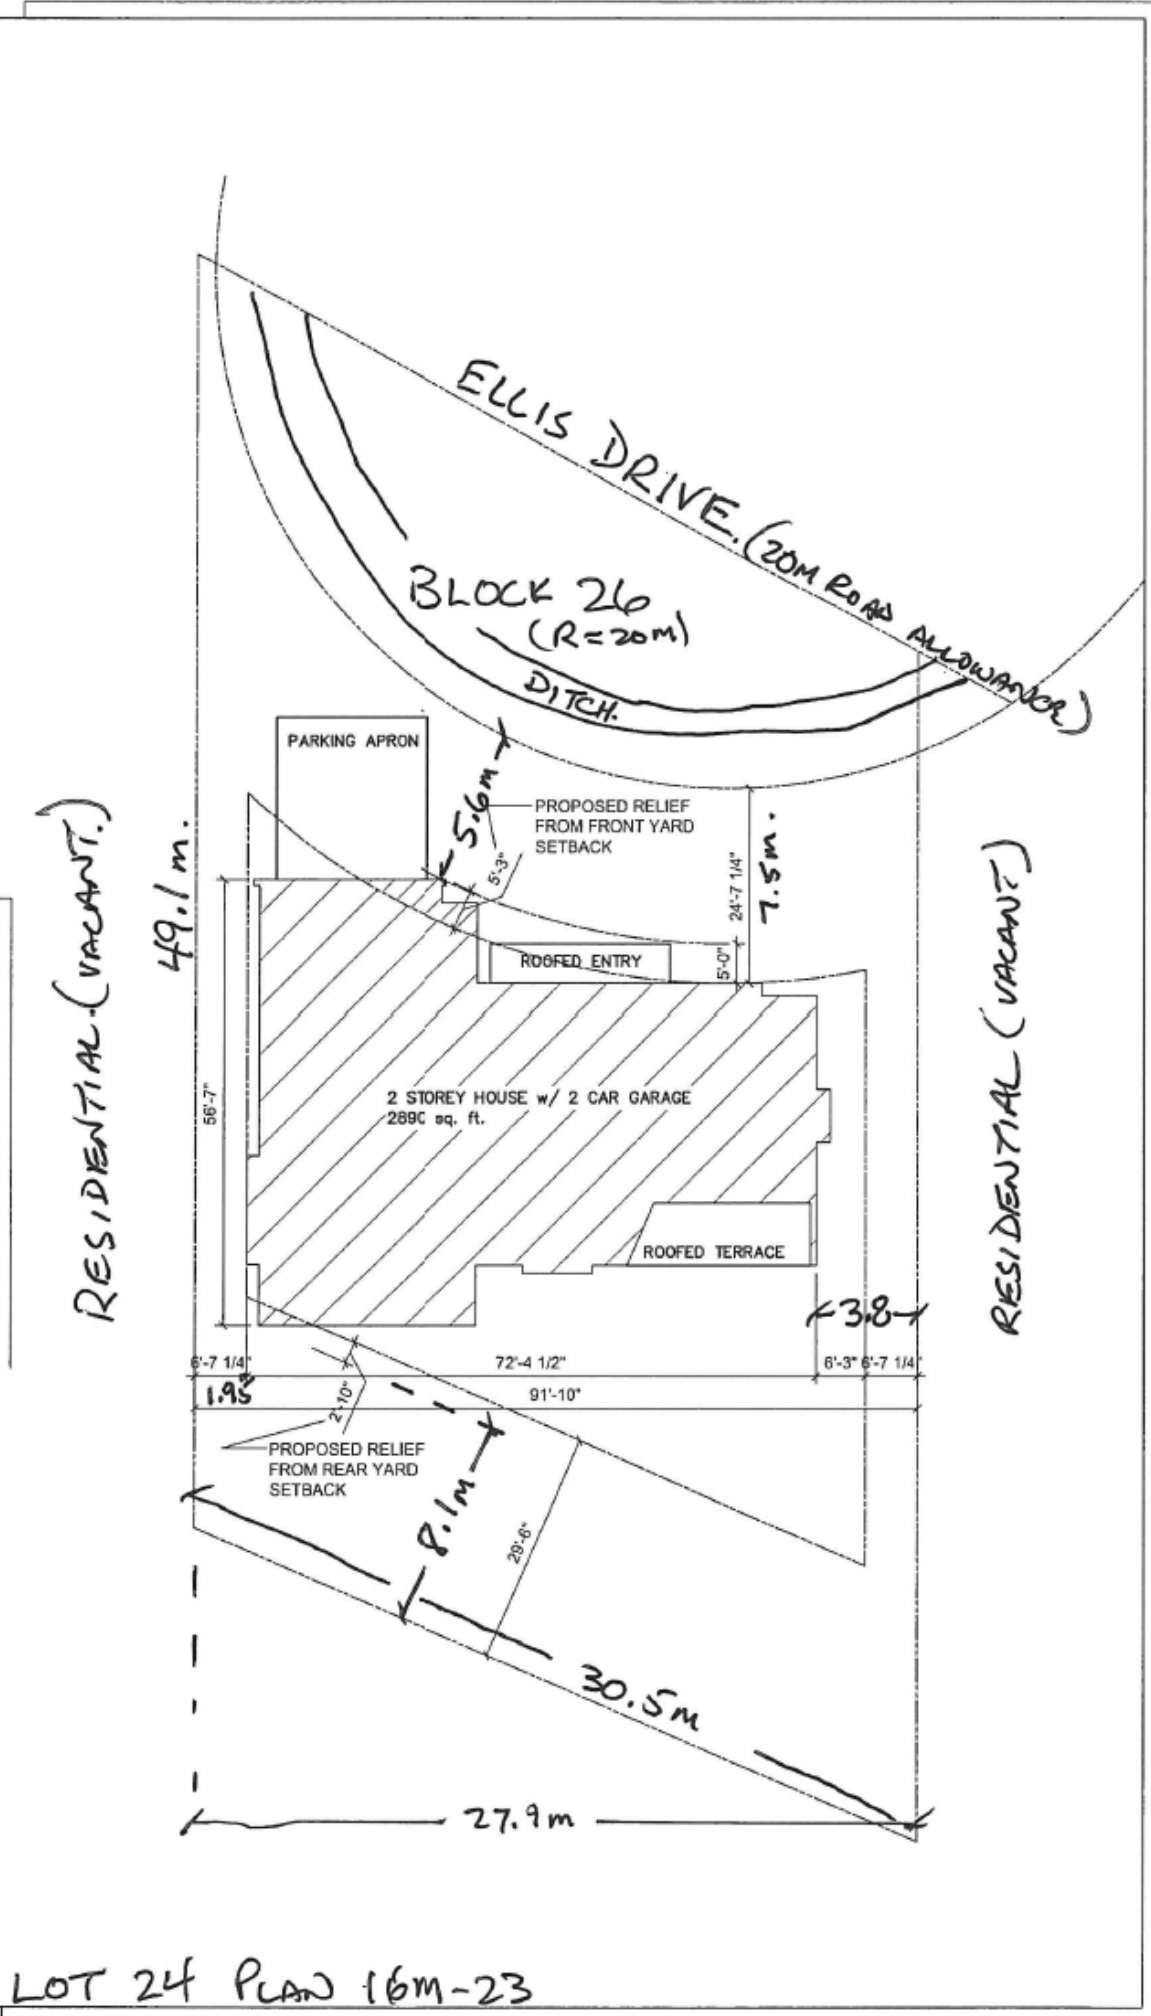 ELLIS DRIVE. (20M ROAD ALLOWANCE)
BLOCK 26
(R=20M)
DITCH.
PARKING APRON
5.6m
PROPOSED RELIEF
FROM FRONT YARD
SETBACK
5'-3"
24'-7 1/4"
7.5m.
5'-0"
RESIDENTIAL (VACANT.)
49.1 m.
ROOFED ENTRY
56'-7"
2 STOREY HOUSE w/ 2 CAR GARAGE
2890 sq. ft.
ROOFED TERRACE
RESIDENTIAL (VACANT)
3.8
6'-7 1/4"
72'-4 1/2"
6'-3"
6'-7 1/4"
1.95
91'-10"
2'-10"
PROPOSED RELIEF
FROM REAR YARD
SETBACK
8.1m
29'-6"
30.5m
27.9m
LOT 24 PLAN 16M-23